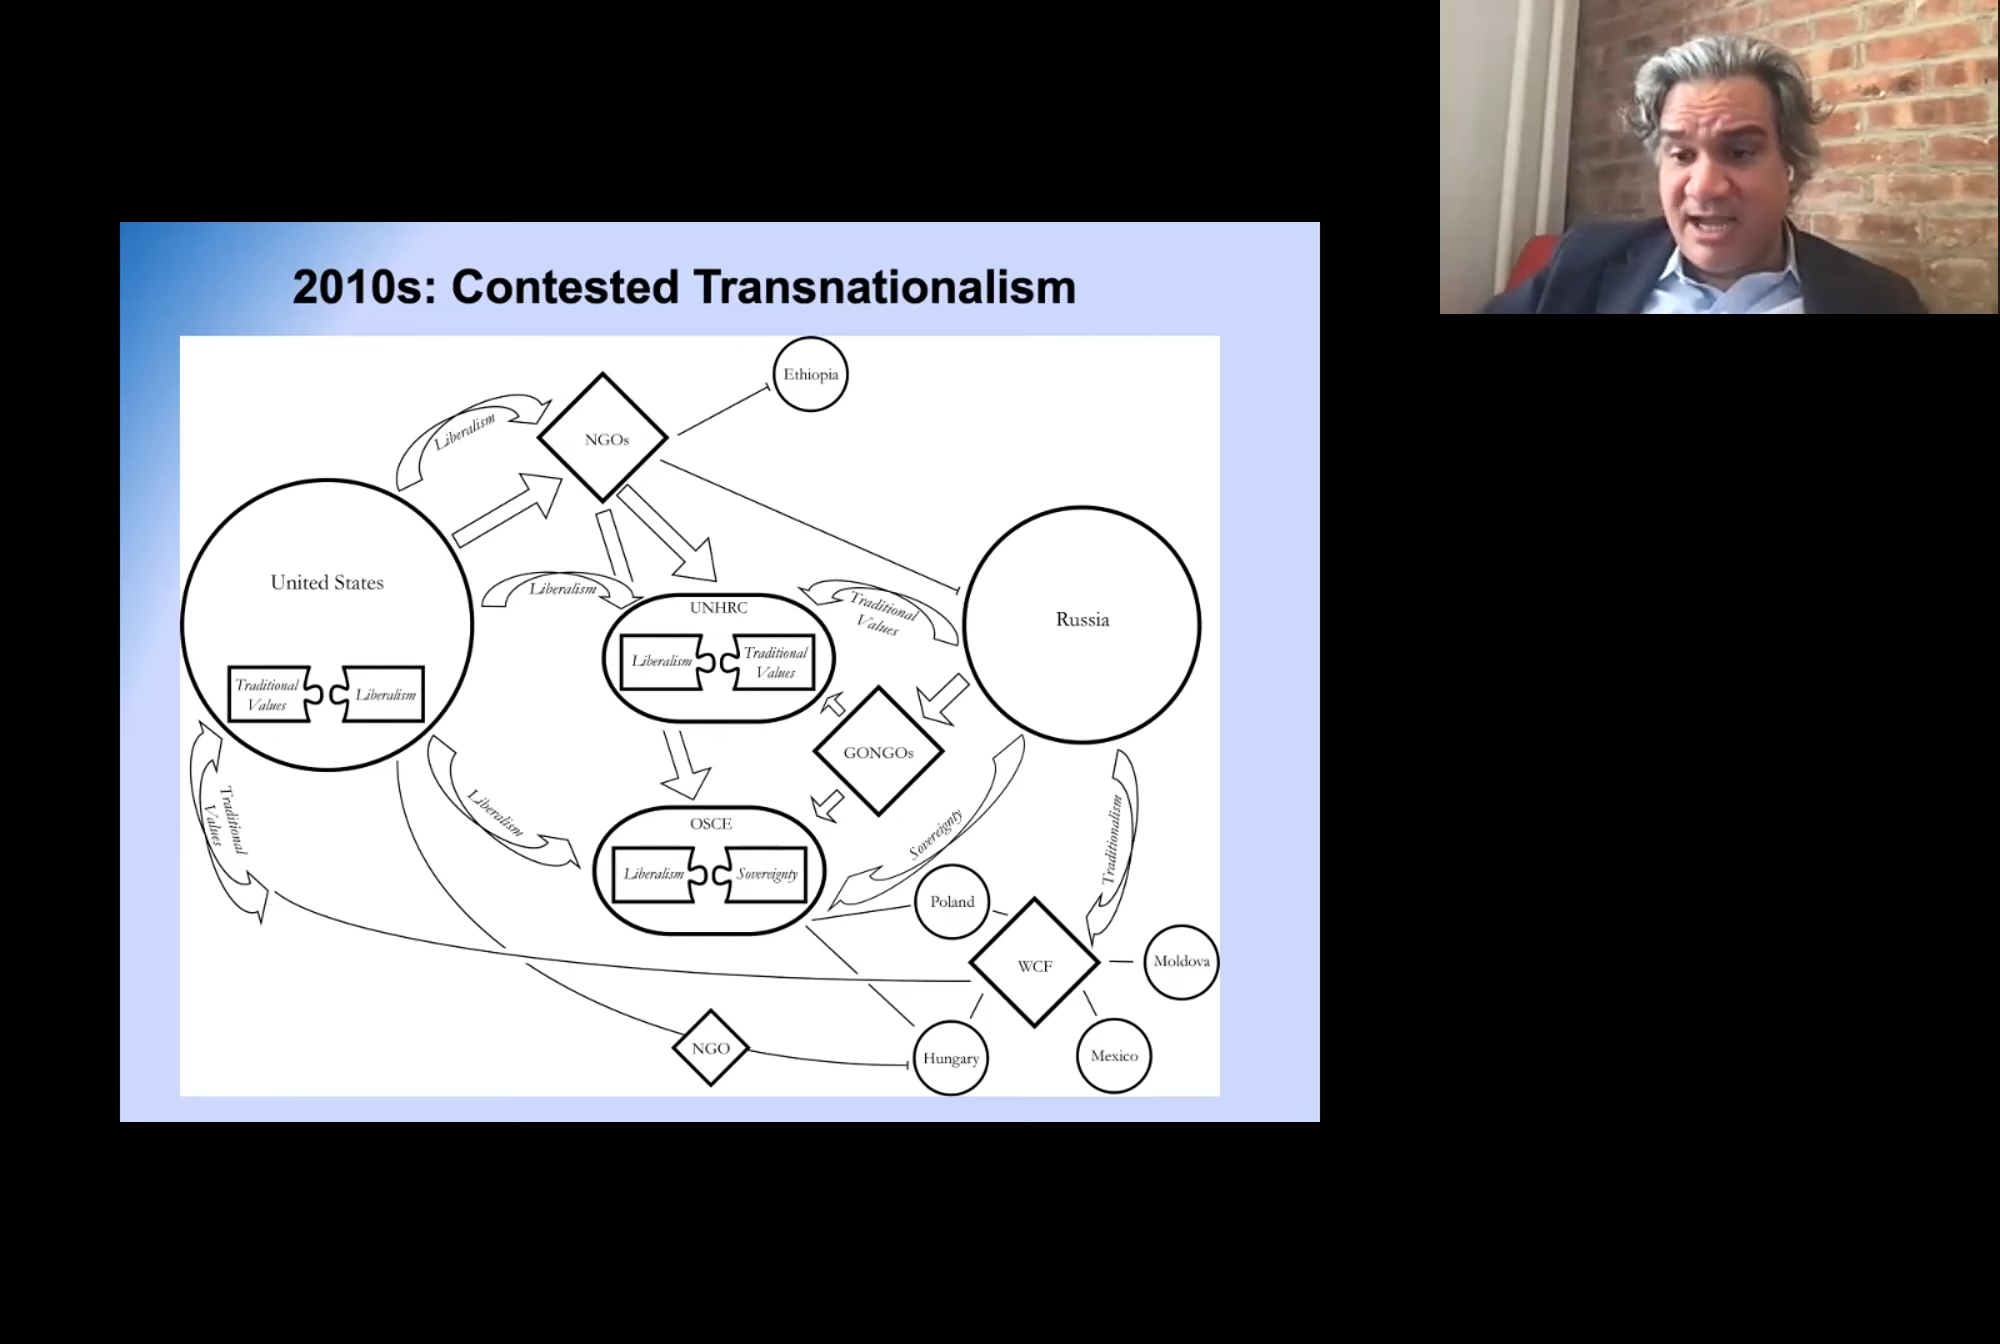 2010s: Contested Transnationalism
Ethiopia
Liberalism
NGOs
United States
Liberalism
Traditional
Values
Russia
UNHRC
Liberalism
Traditional
Values
Traditional
Values
Liberalism
GONGOs
Traditional
Values
Liberalism
Sovereignty
Traditionalism
OSCE
Liberalism
Sovereignty
Poland
WCF
Moldova
NGO
Hungary
Mexico